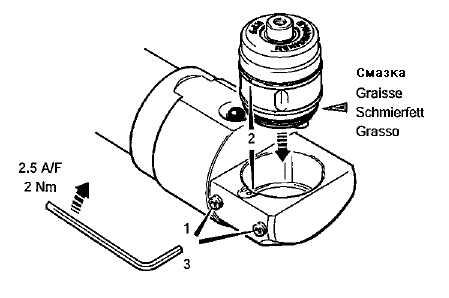 Смазка
Graisse
Schmierfett
Grasso
2
2.5 A/F
2 Nm
1
3